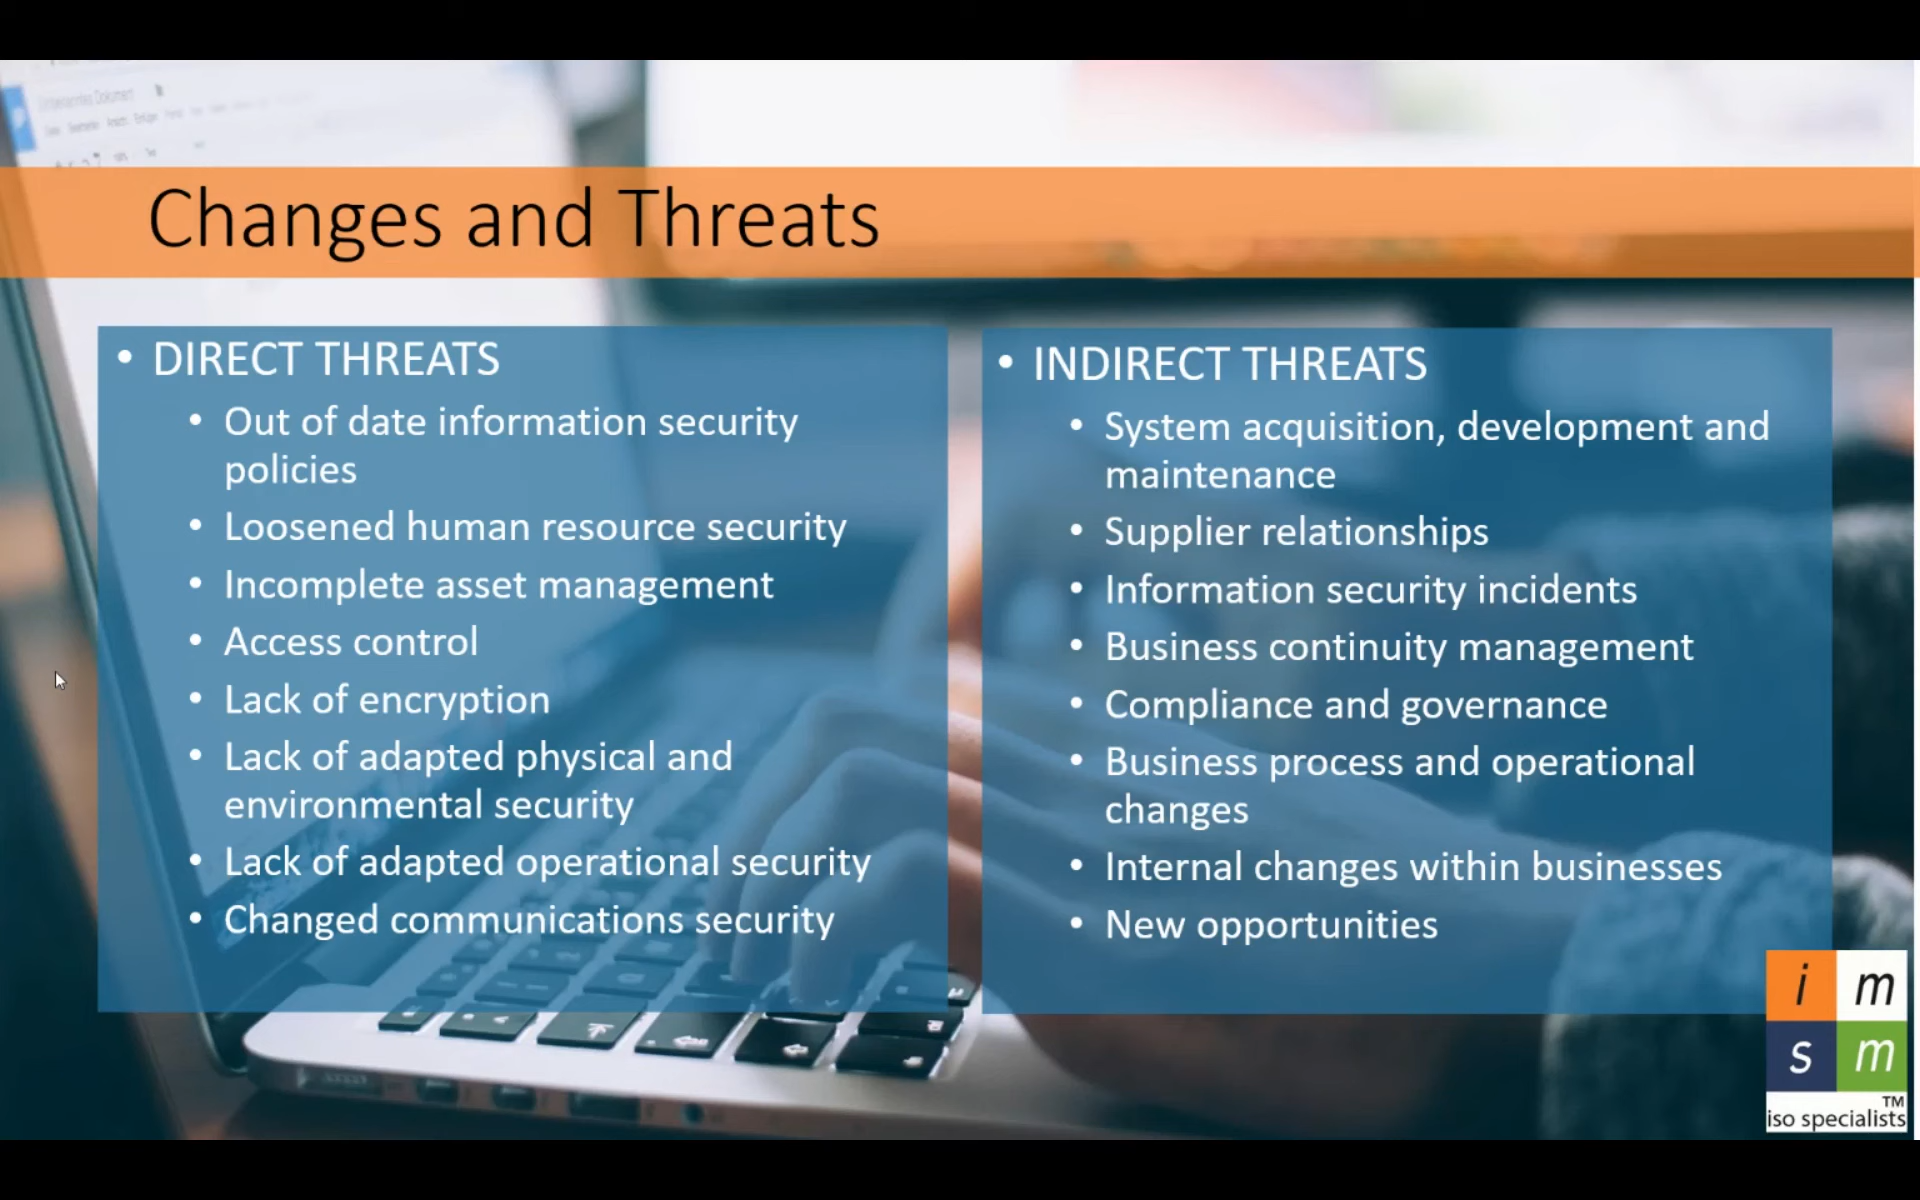 Changes and Threats
• DIRECT THREATS
• Out of date information security
policies
• Loosened human resource security
• Incomplete asset management
• Access control
• Lack of encryption
• Lack of adapted physical and
environmental security
• Lack of adapted operational security
• Changed communications security
• INDIRECT THREATS
• System acquisition, development and
maintenance
• Supplier relationships
• Information security incidents
• Business continuity management
• Compliance and governance
• Business process and operational
changes
• Internal changes within businesses
• New opportunities
i m
s m
TM
iso specialists